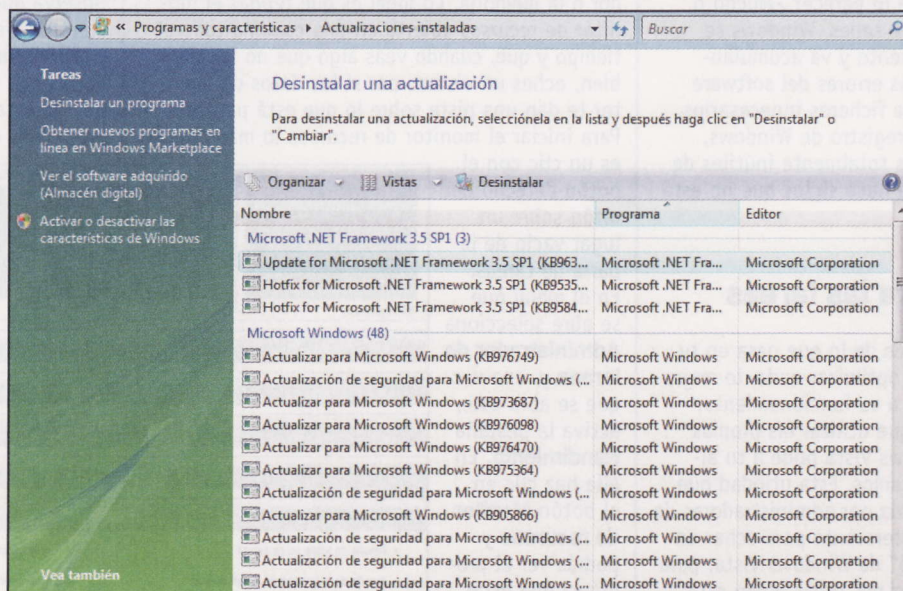 « Programas y características ▸ Actualizaciones instaladas
Buscar
Tareas
Desinstalar un programa
Obtener nuevos programas en
línea en Windows Marketplace
Ver el software adquirido
(Almacén digital)
Activar o desactivar las
características de Windows
Vea también
Desinstalar una actualización
Para desinstalar una actualización, selecciónela en la lista y después haga clic en "Desinstalar" o
"Cambiar".
Organizar Vistas Desinstalar
Nombre Programa Editor
Microsoft .NET Framework 3.5 SP1 (3)
Update for Microsoft .NET Framework 3.5 SP1 (KB963... Microsoft .NET Fra... Microsoft Corporation
Hotfix for Microsoft .NET Framework 3.5 SP1 (KB9535... Microsoft .NET Fra... Microsoft Corporation
Hotfix for Microsoft .NET Framework 3.5 SP1 (KB9584... Microsoft .NET Fra... Microsoft Corporation
Microsoft Windows (48)
Actualizar para Microsoft Windows (KB976749) Microsoft Windows Microsoft Corporation
Actualización de seguridad para Microsoft Windows (... Microsoft Windows Microsoft Corporation
Actualizar para Microsoft Windows (KB973687) Microsoft Windows Microsoft Corporation
Actualizar para Microsoft Windows (KB976098) Microsoft Windows Microsoft Corporation
Actualizar para Microsoft Windows (KB976470) Microsoft Windows Microsoft Corporation
Actualizar para Microsoft Windows (KB975364) Microsoft Windows Microsoft Corporation
Actualización de seguridad para Microsoft Windows (... Microsoft Windows Microsoft Corporation
Actualizar para Microsoft Windows (KB905866) Microsoft Windows Microsoft Corporation
Actualización de seguridad para Microsoft Windows (... Microsoft Windows Microsoft Corporation
Actualización de seguridad para Microsoft Windows (... Microsoft Windows Microsoft Corporation
Actualización de seguridad para Microsoft Windows (... Microsoft Windows Microsoft Corporation